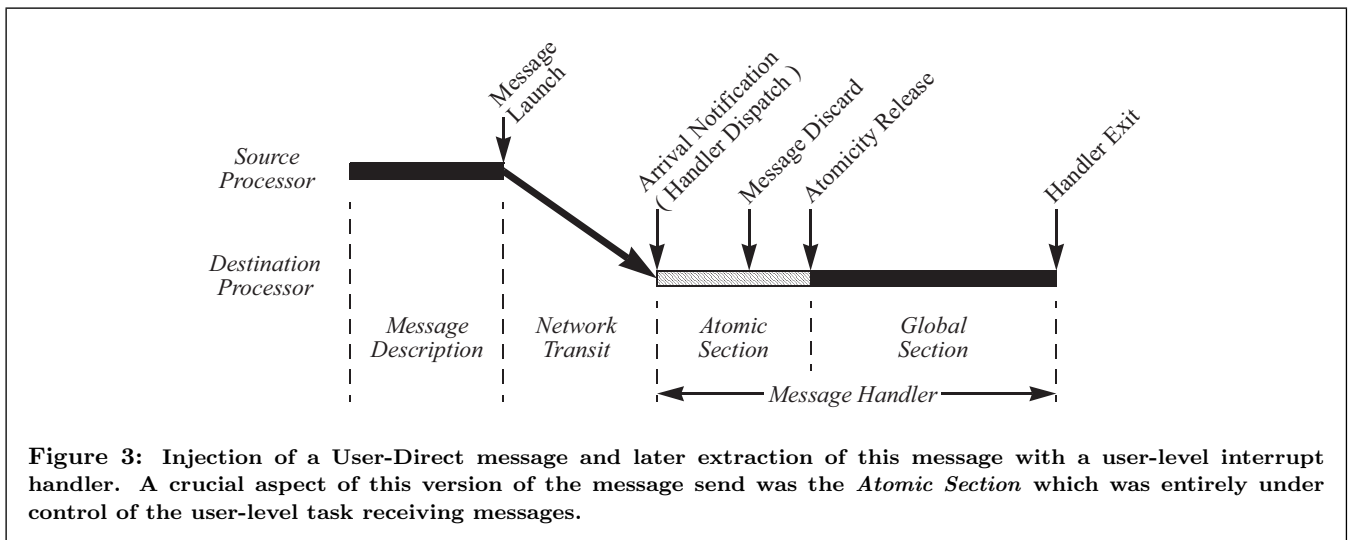 Message
Launch
Arrival Notification
( Handler Dispatch )
Message Discard
Atomicity Release
Handler Exit
Source
Processor
Destination
Processor
Message
Description
Network
Transit
Atomic
Section
Global
Section
Message Handler
Figure 3: Injection of a User-Direct message and later extraction of this message with a user-level interrupt
handler. A crucial aspect of this version of the message send was the Atomic Section which was entirely under
control of the user-level task receiving messages.